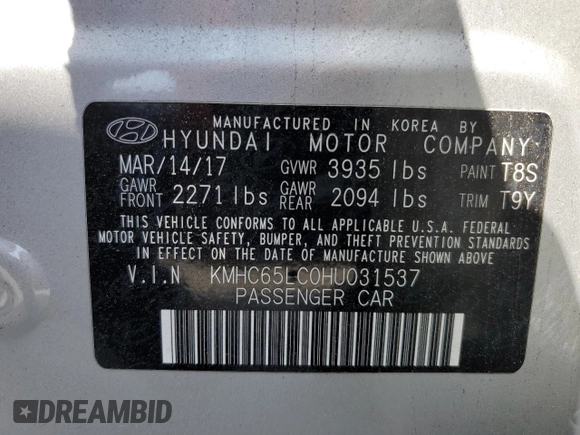 MANUFACTURED IN KOREA BY
HYUNDAI MOTOR COMPANY
MAR/14/17 GVWR 3935 lbs PAINT T8S
GAWR FRONT 2271 lbs GAWR REAR 2094 lbs TRIM T9Y
THIS VEHICLE CONFORMS TO ALL APPLICABLE U.S.A. FEDERAL
MOTOR VEHICLE SAFETY, BUMPER, AND THEFT PREVENTION STANDARDS
IN EFFECT ON THE DATE OF MANUFACTURE SHOWN ABOVE
V.I.N KMHC65LC0HU031537
PASSENGER CAR
DREAMBID